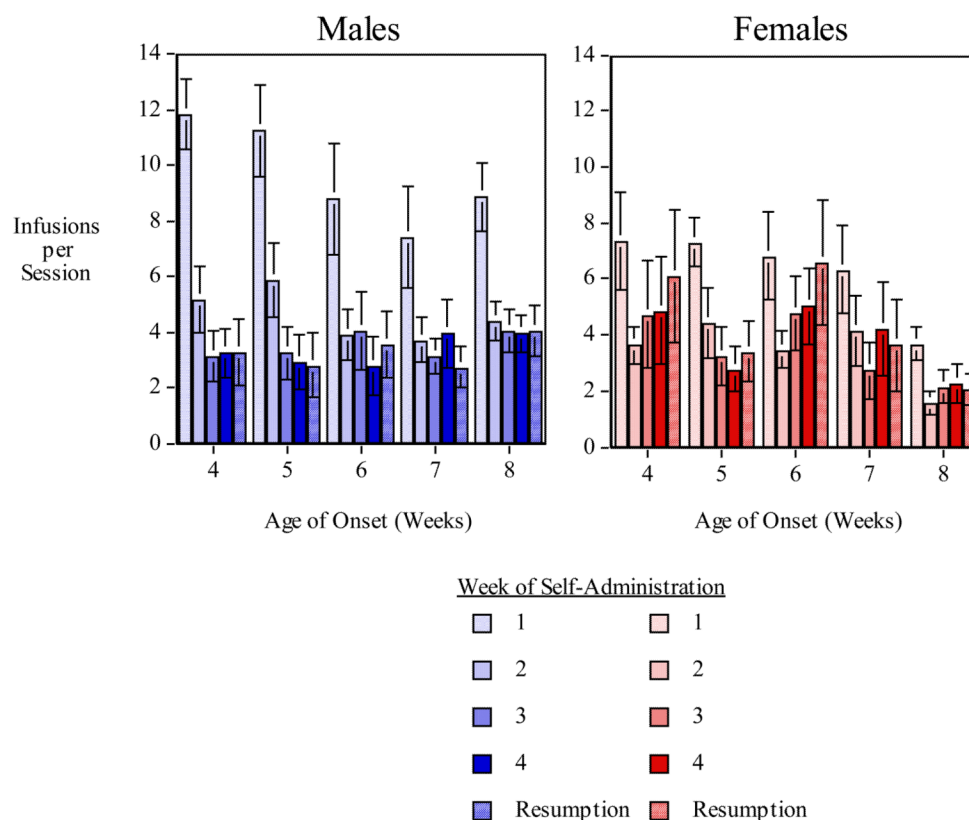 Males
Females
14
12
10
8
6
4
2
0
Infusions
per
Session
4 5 6 7 8
Age of Onset (Weeks)
14
12
10
8
6
4
2
0
4 5 6 7 8
Age of Onset (Weeks)
Week of Self-Administration
1 1
2 2
3 3
4 4
Resumption Resumption